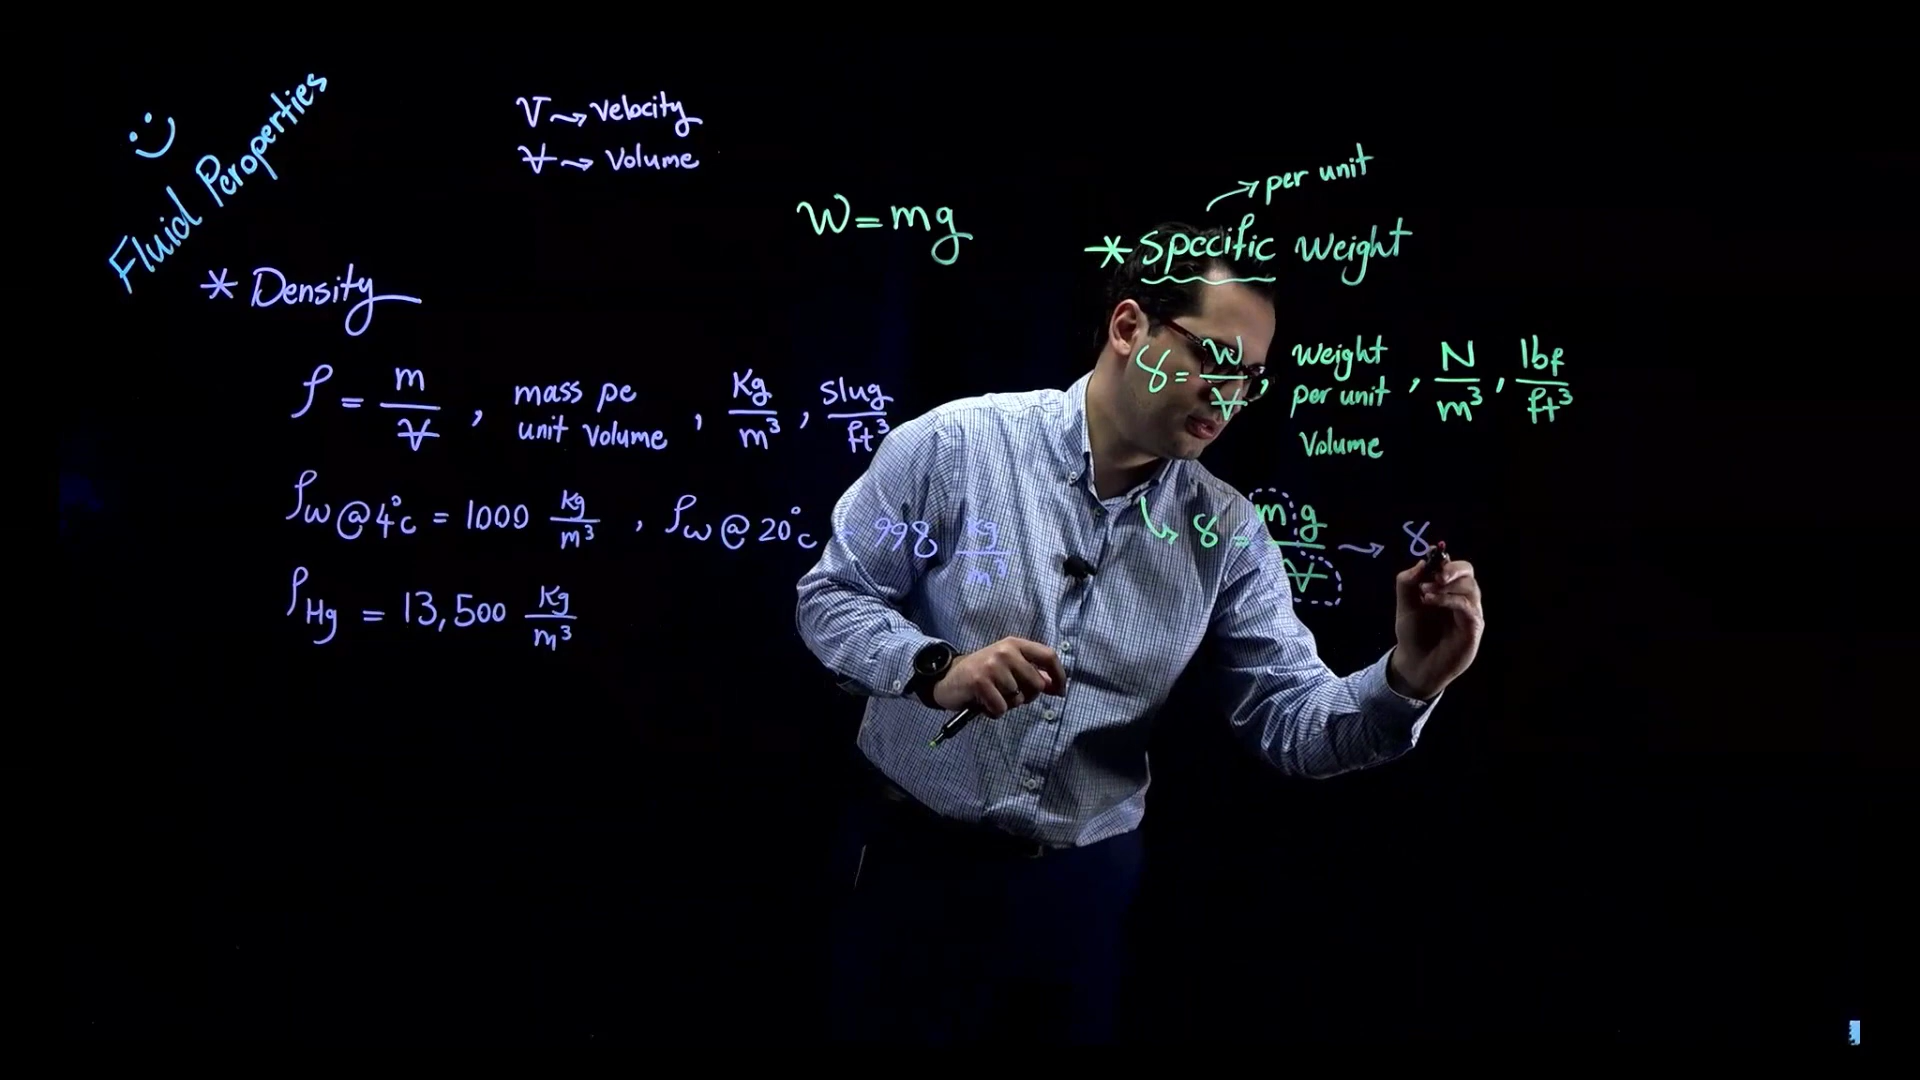 Fluid Peroperties
V → Velocity
V → Volume
W = mg
* Density
ρ = m/V , mass pe unit Volume , Kg/m³ , slug/ft³
ρw@4°c = 1000 kg/m³ , ρw@20°c = 998 kg/m³
ρHg = 13,500 Kg/m³
→ per unit
* Specific Weight
γ = W/V , Weight per unit Volume , N/m³ , lbf/ft³
↳ γ = mg/V → γ